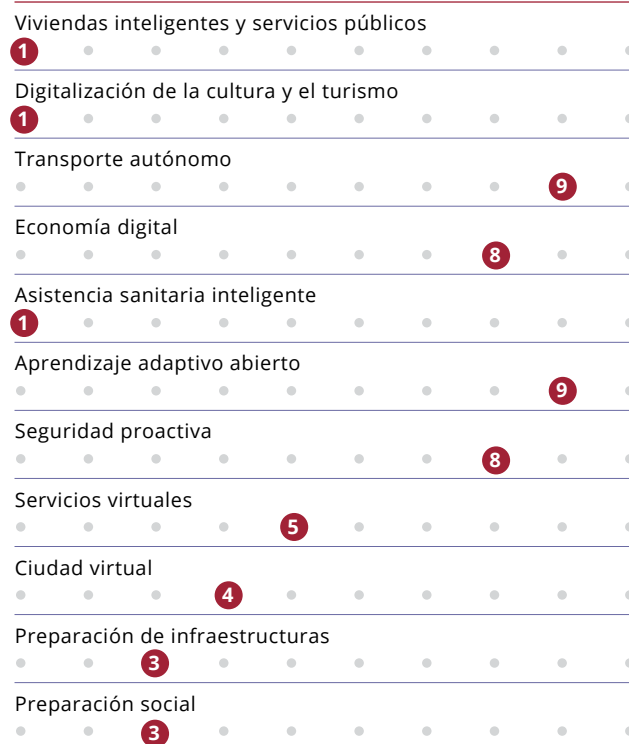 Viviendas inteligentes y servicios públicos
1
Digitalización de la cultura y el turismo
1
Transporte autónomo
9
Economía digital
8
Asistencia sanitaria inteligente
1
Aprendizaje adaptivo abierto
9
Seguridad proactiva
8
Servicios virtuales
5
Ciudad virtual
4
Preparación de infraestructuras
3
Preparación social
3